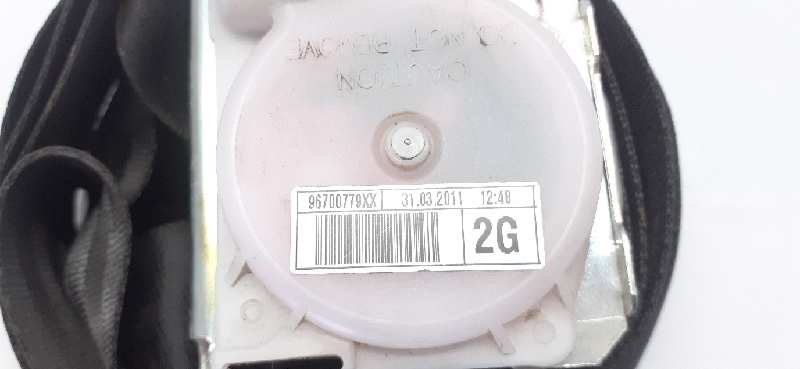 CAUTION
DO NOT REMOVE
96700779XX 31.03.2011 12:48
2G